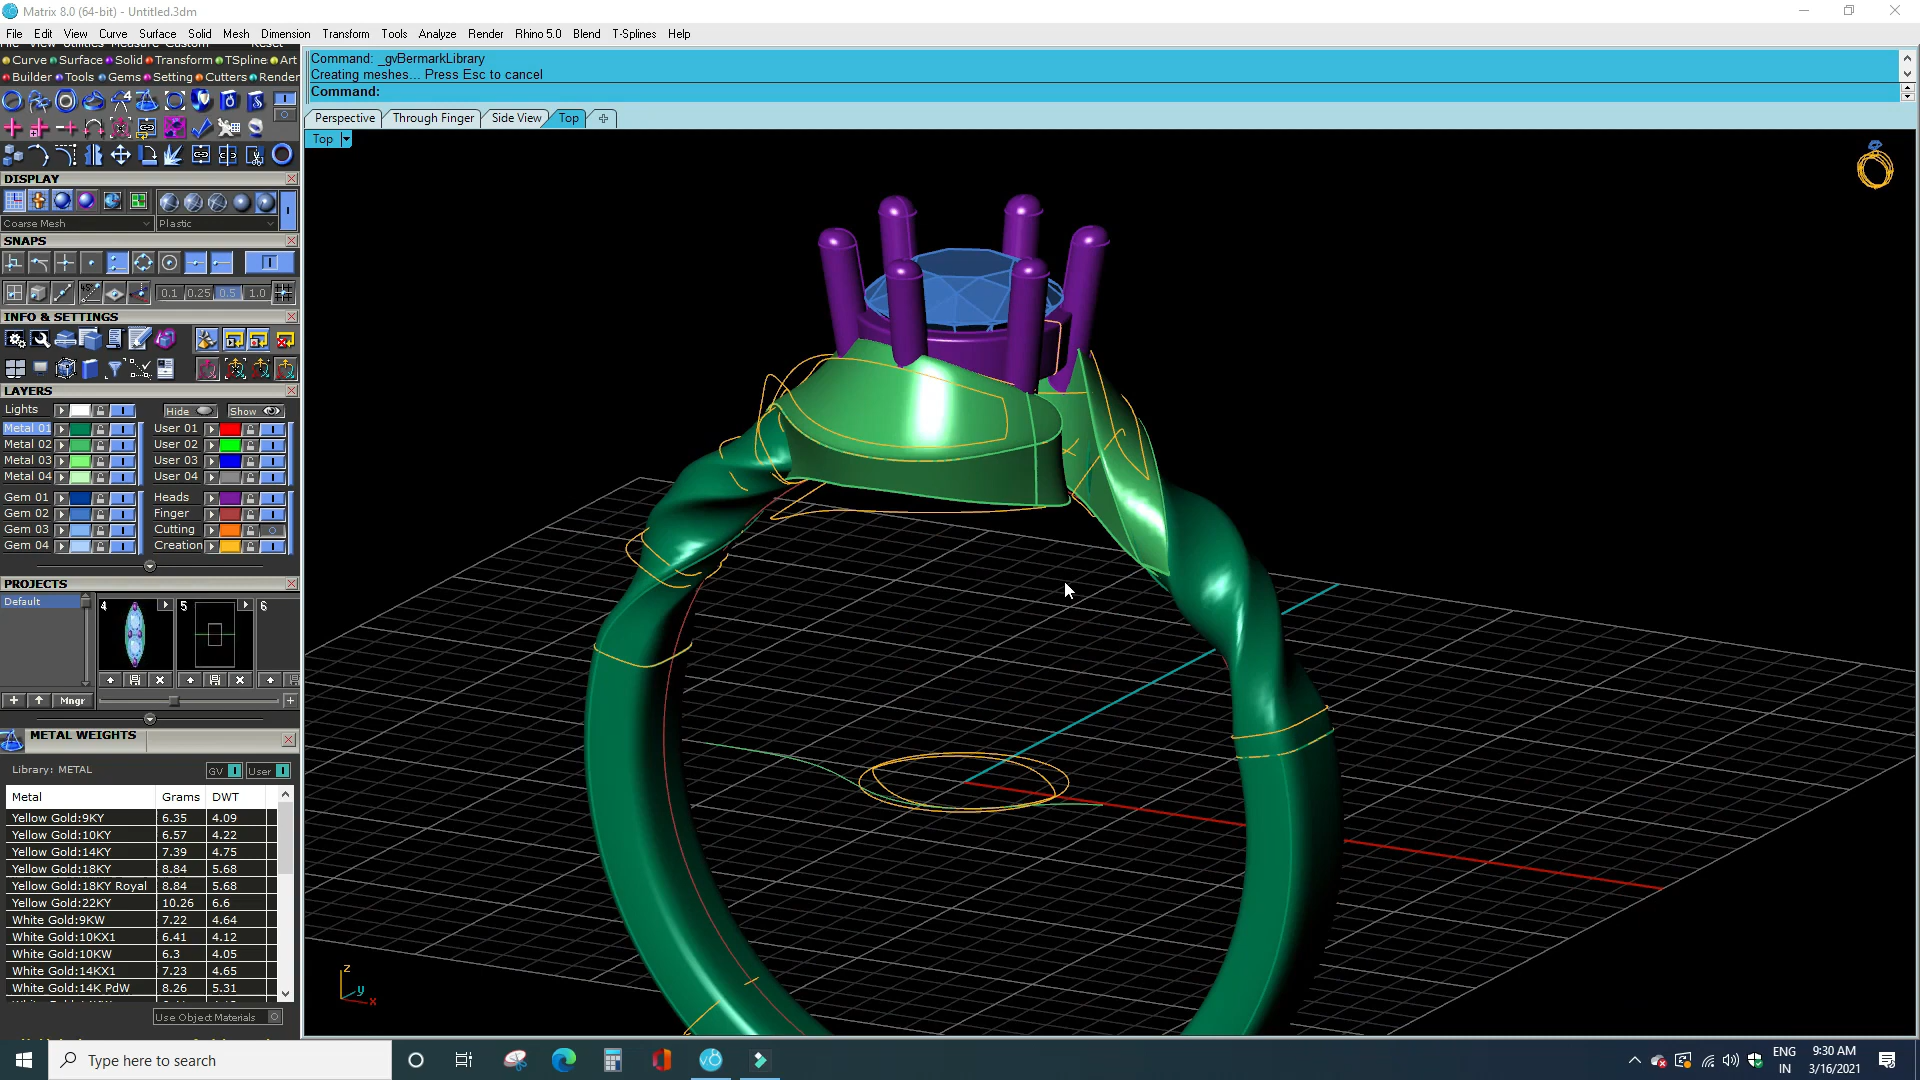 Matrix 8.0 (64-bit) - Untitled.3dm
File Edit View Curve Surface Solid Mesh Dimension Transform Tools Analyze Render Rhino 5.0 Blend T-Splines Help
Command: _gvBermarkLibrary
Creating meshes... Press Esc to cancel
Command:
Curve Surface Solid Transform TSpline Art
Builder Tools Gems Setting Cutters Render
Perspective Through Finger Side View Top
Top
DISPLAY
Coarse Mesh Plastic
SNAPS
0.1 0.25 0.5 1.0
INFO & SETTINGS
LAYERS
Lights Hide Show
Metal 01 User 01
Metal 02 User 02
Metal 03 User 03
Metal 04 User 04
Gem 01 Heads
Gem 02 Finger
Gem 03 Cutting
Gem 04 Creation
PROJECTS
Default 4 5 6
Mngr
METAL WEIGHTS
Library: METAL GV User
Metal Grams DWT
Yellow Gold:9KY 6.35 4.09
Yellow Gold:10KY 6.57 4.22
Yellow Gold:14KY 7.39 4.75
Yellow Gold:18KY 8.84 5.68
Yellow Gold:18KY Royal 8.84 5.68
Yellow Gold:22KY 10.26 6.6
White Gold:9KW 7.22 4.64
White Gold:10KX1 6.41 4.12
White Gold:10KW 6.3 4.05
White Gold:14KX1 7.23 4.65
White Gold:14K PdW 8.26 5.31
Use Object Materials
z
y
x
Type here to search
ENG
IN
9:30 AM
3/16/2021